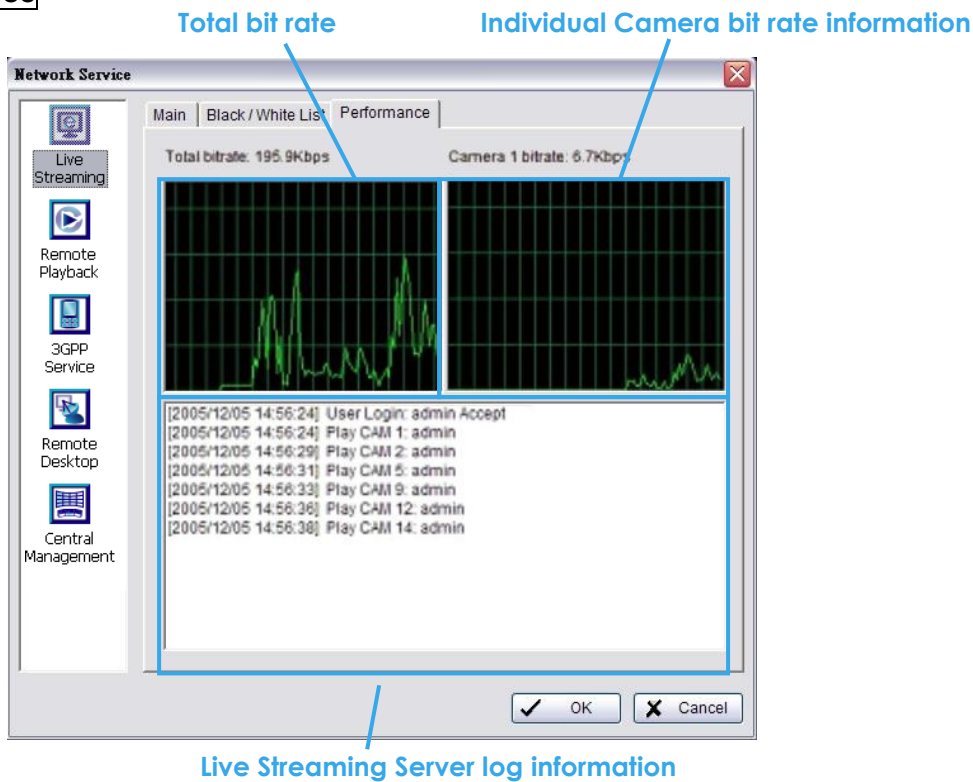 Total bit rate
Individual Camera bit rate information
Network Service
Live
Streaming
Remote
Playback
3GPP
Service
Remote
Desktop
Central
Management
Main
Black / White List
Performance
Total bitrate: 195.9Kbps
Camera 1 bitrate: 6.7Kbps
[2005/12/05 14:56:24] User Login: admin Accept
[2005/12/05 14:56:24] Play CAM 1: admin
[2005/12/05 14:56:29] Play CAM 2: admin
[2005/12/05 14:56:31] Play CAM 5: admin
[2005/12/05 14:56:33] Play CAM 9: admin
[2005/12/05 14:56:36] Play CAM 12: admin
[2005/12/05 14:56:38] Play CAM 14: admin
OK
Cancel
Live Streaming Server log information